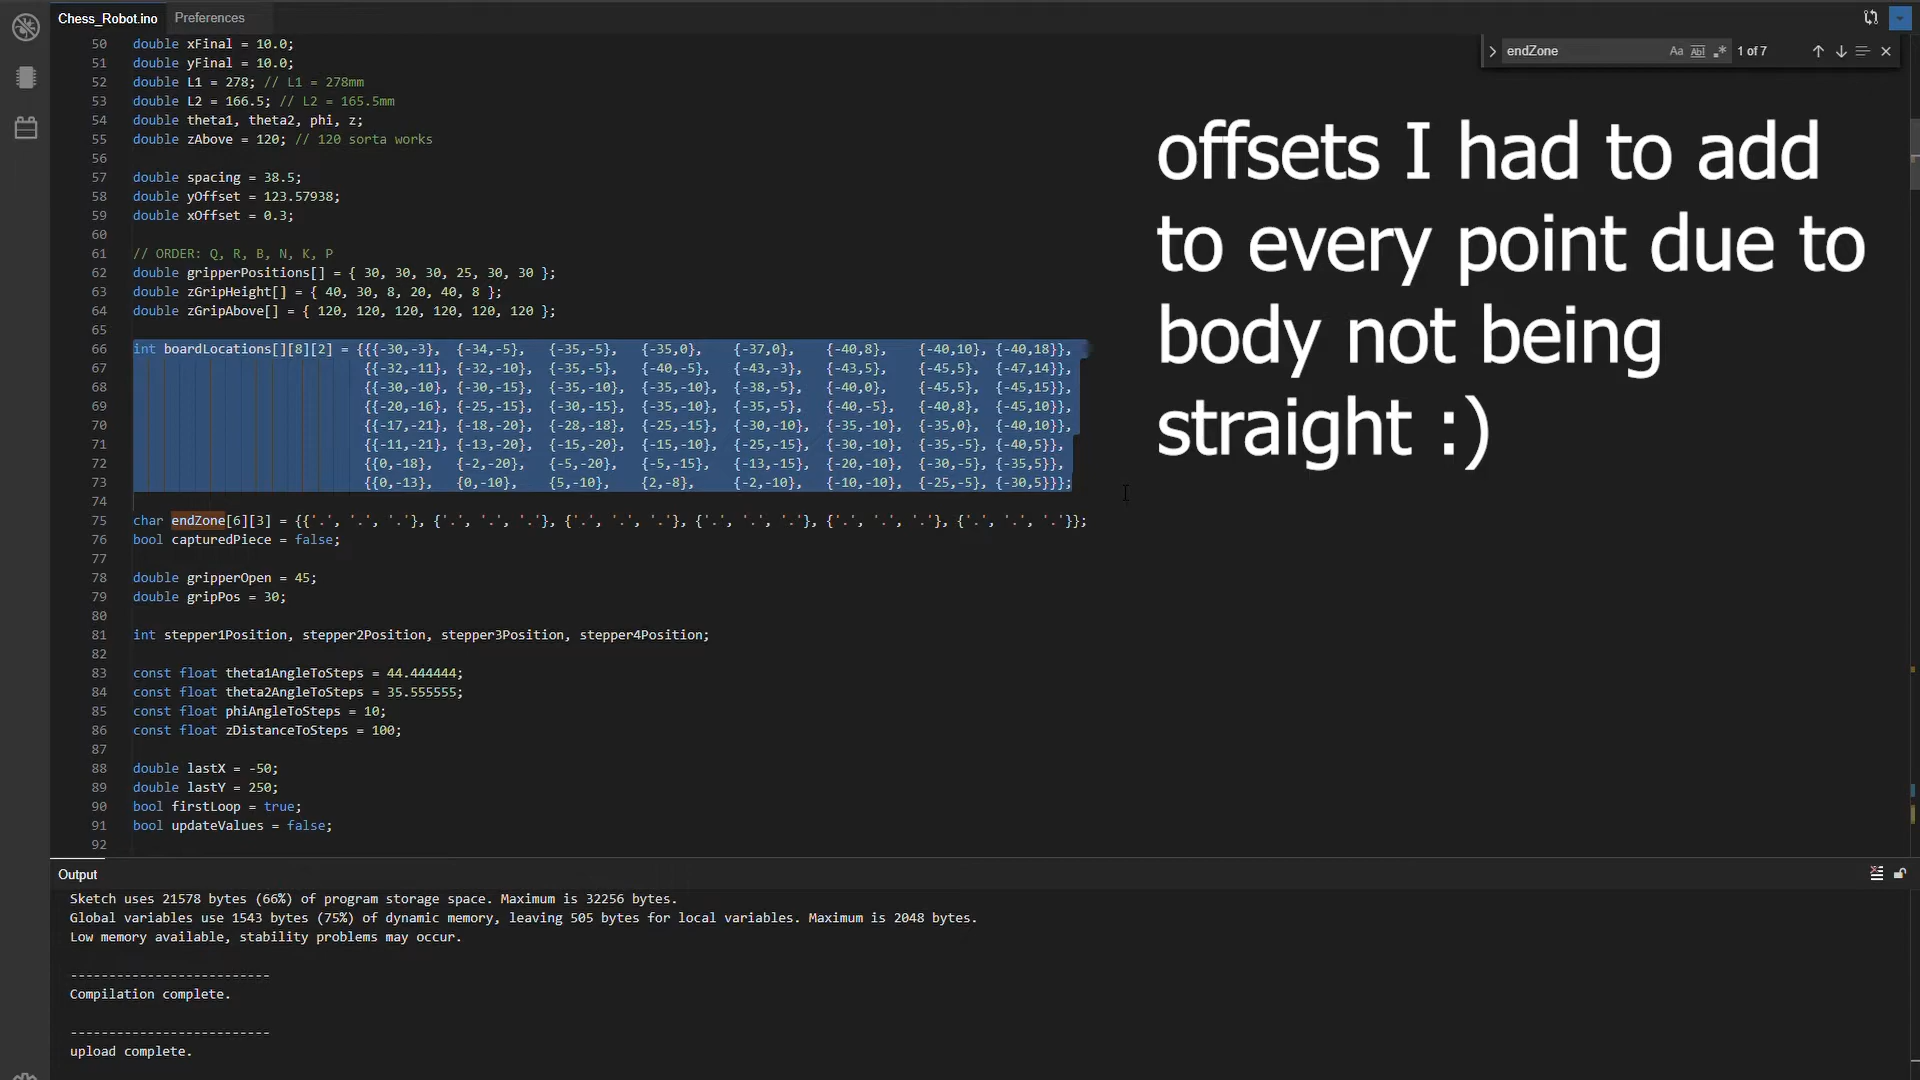 Chess_Robot.ino Preferences
endZone Aa Abl .* 1 of 7
50 double xFinal = 10.0;
51 double yFinal = 10.0;
52 double L1 = 278; // L1 = 278mm
53 double L2 = 166.5; // L2 = 165.5mm
54 double theta1, theta2, phi, z;
55 double zAbove = 120; // 120 sorta works
56
57 double spacing = 38.5;
58 double yOffset = 123.57938;
59 double xOffset = 0.3;
60
61 // ORDER: Q, R, B, N, K, P
62 double gripperPositions[] = { 30, 30, 30, 25, 30, 30 };
63 double zGripHeight[] = { 40, 30, 8, 20, 40, 8 };
64 double zGripAbove[] = { 120, 120, 120, 120, 120, 120 };
65
66 int boardLocations[][8][2] = {{{-30,-3}, {-34,-5}, {-35,-5}, {-35,0}, {-37,0}, {-40,8}, {-40,10}, {-40,18}},
67 {{-32,-11}, {-32,-10}, {-35,-5}, {-40,-5}, {-43,-3}, {-43,5}, {-45,5}, {-47,14}},
68 {{-30,-10}, {-30,-15}, {-35,-10}, {-35,-10}, {-38,-5}, {-40,0}, {-45,5}, {-45,15}},
69 {{-20,-16}, {-25,-15}, {-30,-15}, {-35,-10}, {-35,-5}, {-40,-5}, {-40,8}, {-45,10}},
70 {{-17,-21}, {-18,-20}, {-28,-18}, {-25,-15}, {-30,-10}, {-35,-10}, {-35,0}, {-40,10}},
71 {{-11,-21}, {-13,-20}, {-15,-20}, {-15,-10}, {-25,-15}, {-30,-10}, {-35,-5}, {-40,5}},
72 {{0,-18}, {-2,-20}, {-5,-20}, {-5,-15}, {-13,-15}, {-20,-10}, {-30,-5}, {-35,5}},
73 {{0,-13}, {0,-10}, {5,-10}, {2,-8}, {-2,-10}, {-10,-10}, {-25,-5}, {-30,5}}};
74
75 char endZone[6][3] = {{'.', '.', '.'}, {'.', '.', '.'}, {'.', '.', '.'}, {'.', '.', '.'}, {'.', '.', '.'}, {'.', '.', '.'}};
76 bool capturedPiece = false;
77
78 double gripperOpen = 45;
79 double gripPos = 30;
80
81 int stepper1Position, stepper2Position, stepper3Position, stepper4Position;
82
83 const float theta1AngleToSteps = 44.444444;
84 const float theta2AngleToSteps = 35.555555;
85 const float phiAngleToSteps = 10;
86 const float zDistanceToSteps = 100;
87
88 double lastX = -50;
89 double lastY = 250;
90 bool firstLoop = true;
91 bool updateValues = false;
92
offsets I had to add
to every point due to
body not being
straight :)
Output
Sketch uses 21578 bytes (66%) of program storage space. Maximum is 32256 bytes.
Global variables use 1543 bytes (75%) of dynamic memory, leaving 505 bytes for local variables. Maximum is 2048 bytes.
Low memory available, stability problems may occur.
--------------------------
Compilation complete.
--------------------------
upload complete.